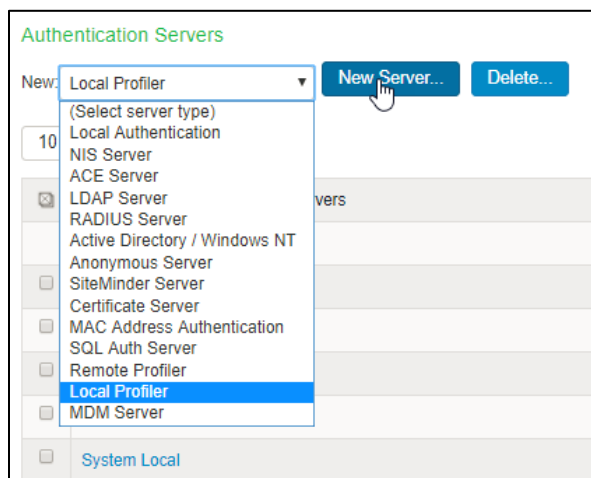 Authentication Servers
New: Local Profiler New Server... Delete...
(Select server type)
10 Local Authentication
NIS Server
ACE Server
LDAP Server
vers
RADIUS Server
Active Directory / Windows NT
Anonymous Server
SiteMinder Server
Certificate Server
MAC Address Authentication
SQL Auth Server
Remote Profiler
Local Profiler
MDM Server
System Local